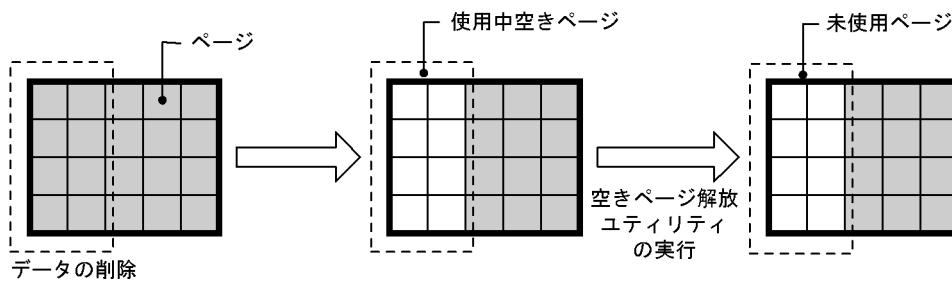 ページ
使用中空きページ
未使用ページ
データの削除
空きページ解放
ユティリティ
の実行